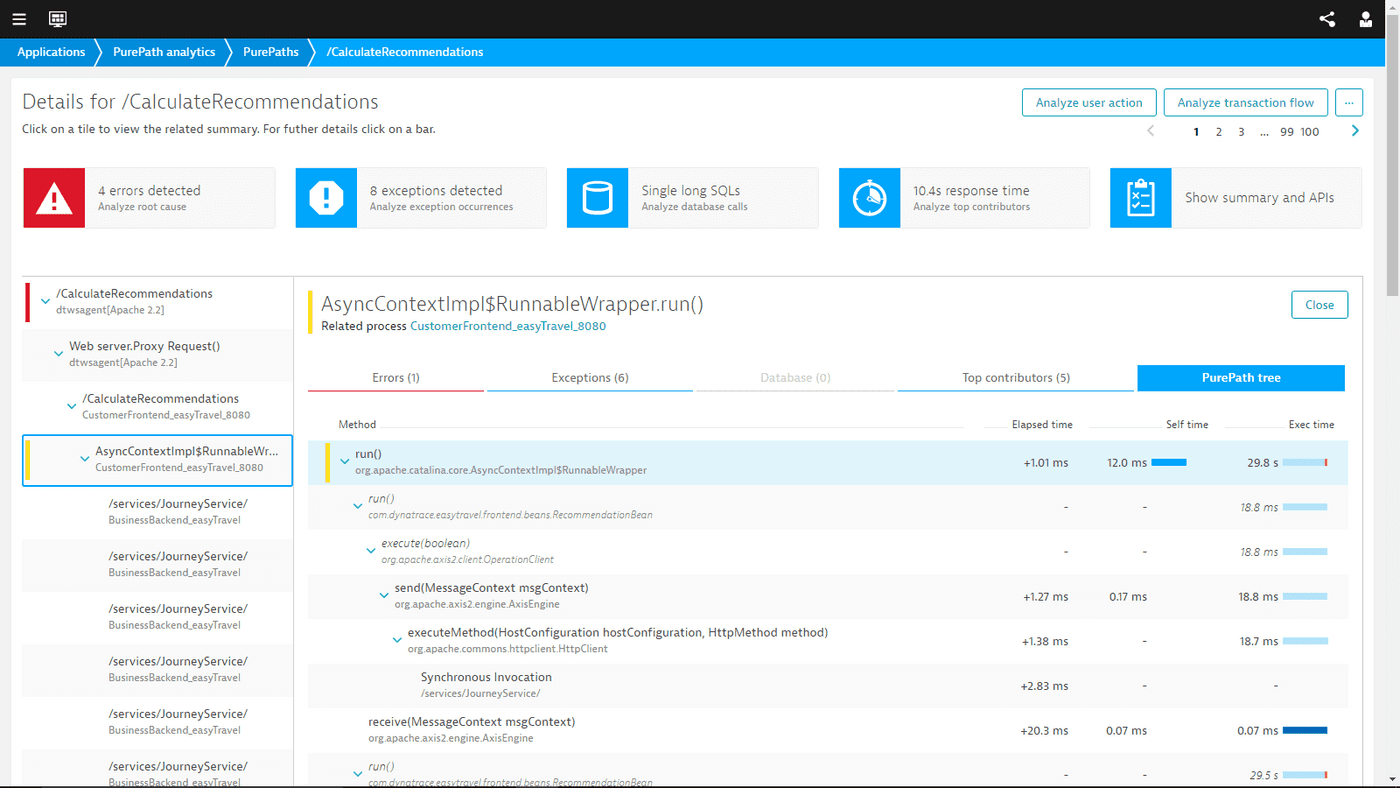 Applications PurePath analytics PurePaths /CalculateRecommendations
Details for /CalculateRecommendations
Analyze user action Analyze transaction flow ...
Click on a tile to view the related summary. For futher details click on a bar.
1 2 3 ... 99 100
4 errors detected
Analyze root cause
8 exceptions detected
Analyze exception occurrences
Single long SQLs
Analyze database calls
10.4s response time
Analyze top contributors
Show summary and APIs
/CalculateRecommendations
dtwsagent[Apache 2.2]
Web server.Proxy Request()
dtwsagent[Apache 2.2]
/CalculateRecommendations
CustomerFrontend_easyTravel_8080
AsyncContextImpl$RunnableWr...
CustomerFrontend_easyTravel_8080
/services/JourneyService/
BusinessBackend_easyTravel
/services/JourneyService/
BusinessBackend_easyTravel
/services/JourneyService/
BusinessBackend_easyTravel
/services/JourneyService/
BusinessBackend_easyTravel
/services/JourneyService/
BusinessBackend_easyTravel
/services/JourneyService/
BusinessBackend_easyTravel
AsyncContextImpl$RunnableWrapper.run()
Close
Related process CustomerFrontend_easyTravel_8080
Errors (1) Exceptions (6) Database (0) Top contributors (5) PurePath tree
Method Elapsed time Self time Exec time
run() +1.01 ms 12.0 ms 29.8 s
org.apache.catalina.core.AsyncContextImpl$RunnableWrapper
run() - - 18.8 ms
com.dynatrace.easytravel.frontend.beans.RecommendationBean
execute(boolean) - - 18.8 ms
org.apache.axis2.client.OperationClient
send(MessageContext msgContext) +1.27 ms 0.17 ms 18.8 ms
org.apache.axis2.engine.AxisEngine
executeMethod(HostConfiguration hostConfiguration, HttpMethod method) +1.38 ms - 18.7 ms
org.apache.commons.httpclient.HttpClient
Synchronous Invocation +2.83 ms - -
/services/JourneyService/
receive(MessageContext msgContext) +20.3 ms 0.07 ms 0.07 ms
org.apache.axis2.engine.AxisEngine
run() - - 29.5 s
com.dynatrace.easytravel.frontend.beans.RecommendationBean